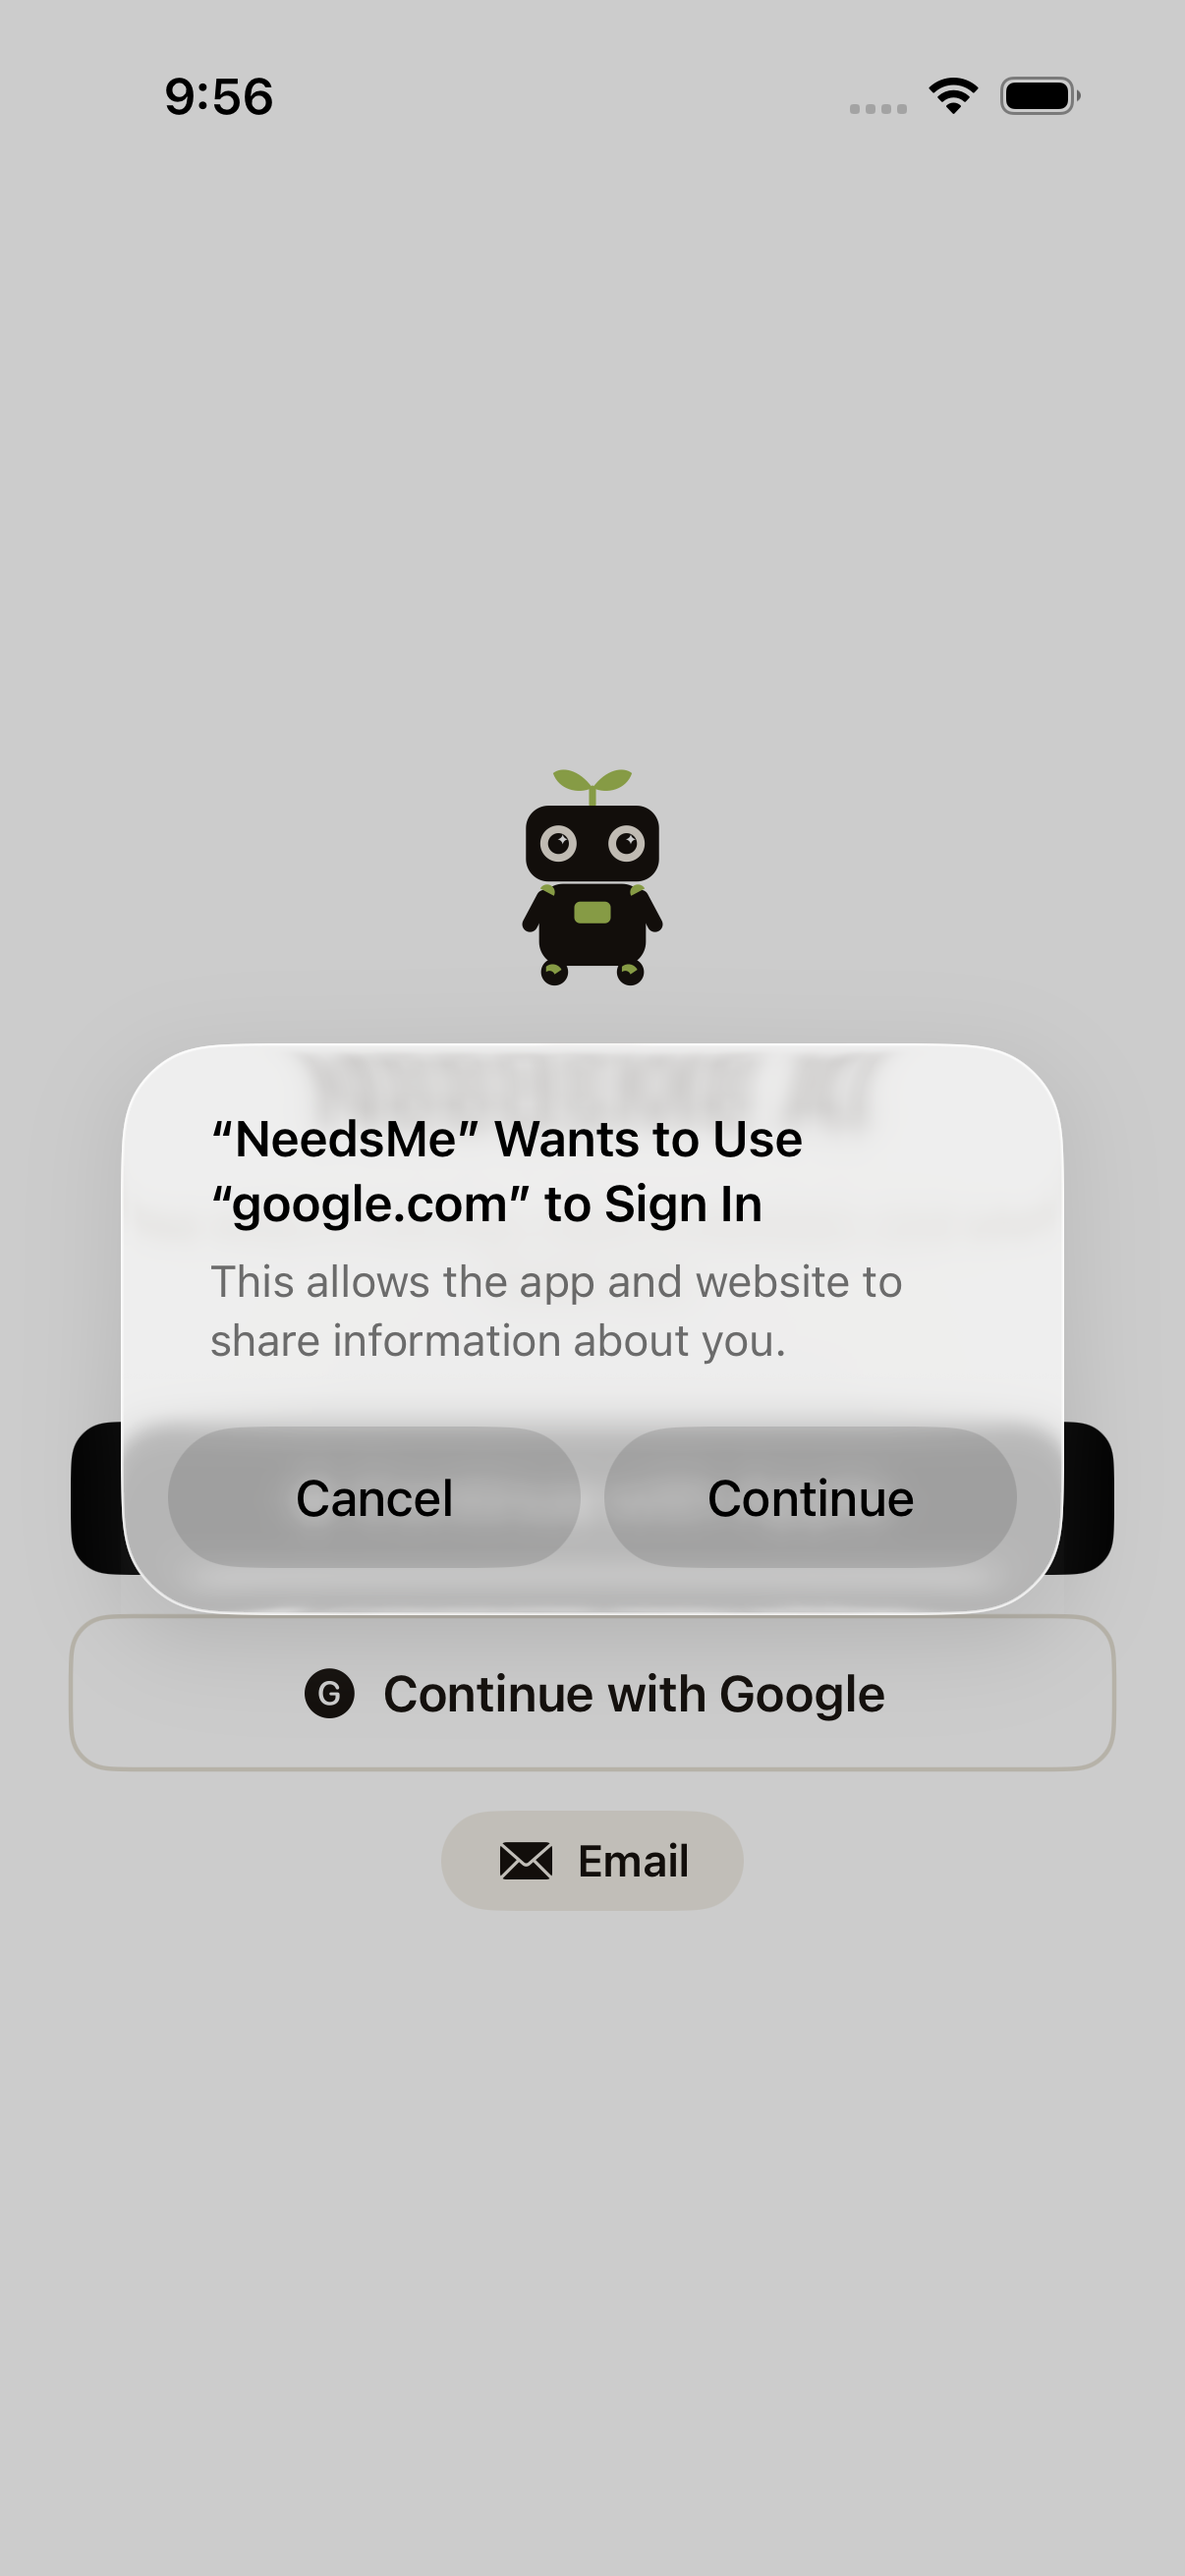 9:56
“NeedsMe” Wants to Use
“google.com” to Sign In
This allows the app and website to
share information about you.
Cancel
Continue
G Continue with Google
Email